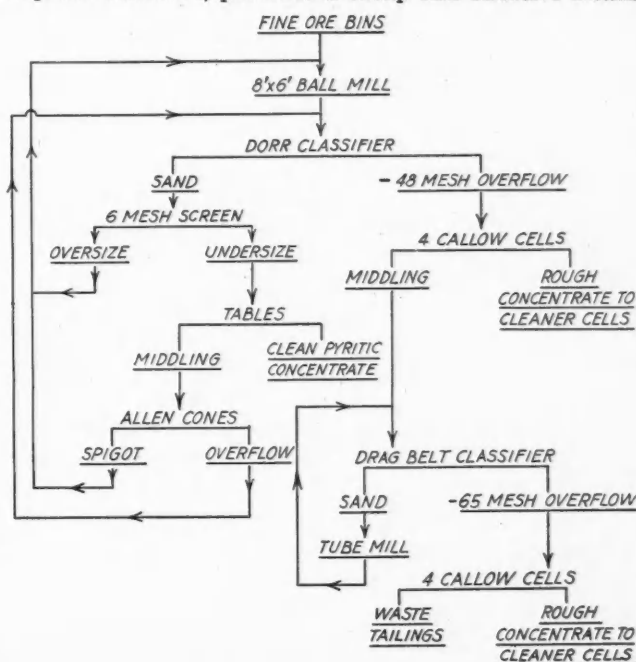 FINE ORE BINS
8'x6' BALL MILL
DORR CLASSIFIER
SAND
-48 MESH OVERFLOW
6 MESH SCREEN
4 CALLOW CELLS
OVERSIZE
UNDERSIZE
MIDDLING
ROUGH
CONCENTRATE TO
CLEANER CELLS
TABLES
MIDDLING
CLEAN PYRITIC
CONCENTRATE
ALLEN CONES
SPIGOT
OVERFLOW
DRAG BELT CLASSIFIER
SAND
-65 MESH OVERFLOW
TUBE MILL
4 CALLOW CELLS
WASTE
TAILINGS
ROUGH
CONCENTRATE TO
CLEANER CELLS